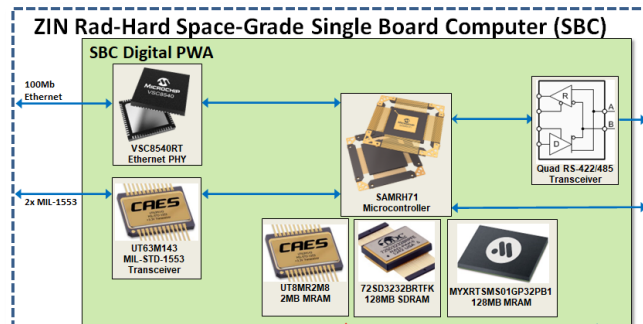 ZIN Rad-Hard Space-Grade Single Board Computer (SBC)
SBC Digital PWA
100Mb
Ethernet
MICROCHIP
VSC8540
VSC8540RT
Ethernet PHY
SAMRH71
Microcontroller
R
A
B
D
Quad RS-422/485
Transceiver
2x MIL-1553
CAES
UT63M143
MIL-STD-1553
Transceiver
CAES
UT8MR2M8
2MB MRAM
72SD3232BRTFK
128MB SDRAM
MYXRTSMS01GP32PB1
128MB MRAM